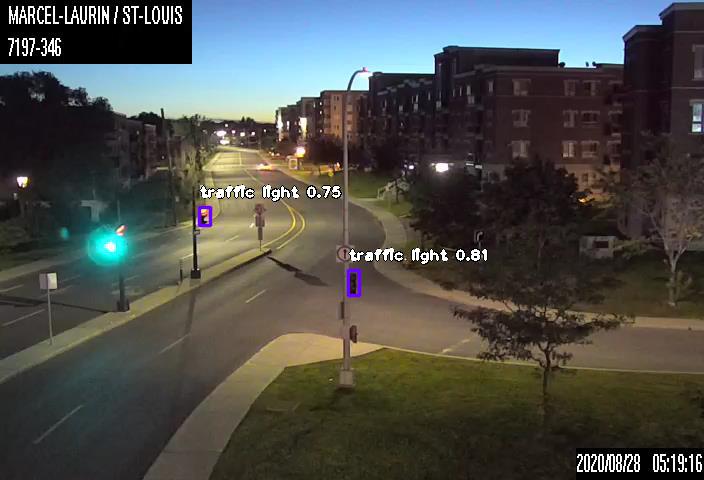 MARCEL-LAURIN / ST-LOUIS
7197-346
traffic light 0.75
traffic light 0.81
2020/08/28 05:19:16